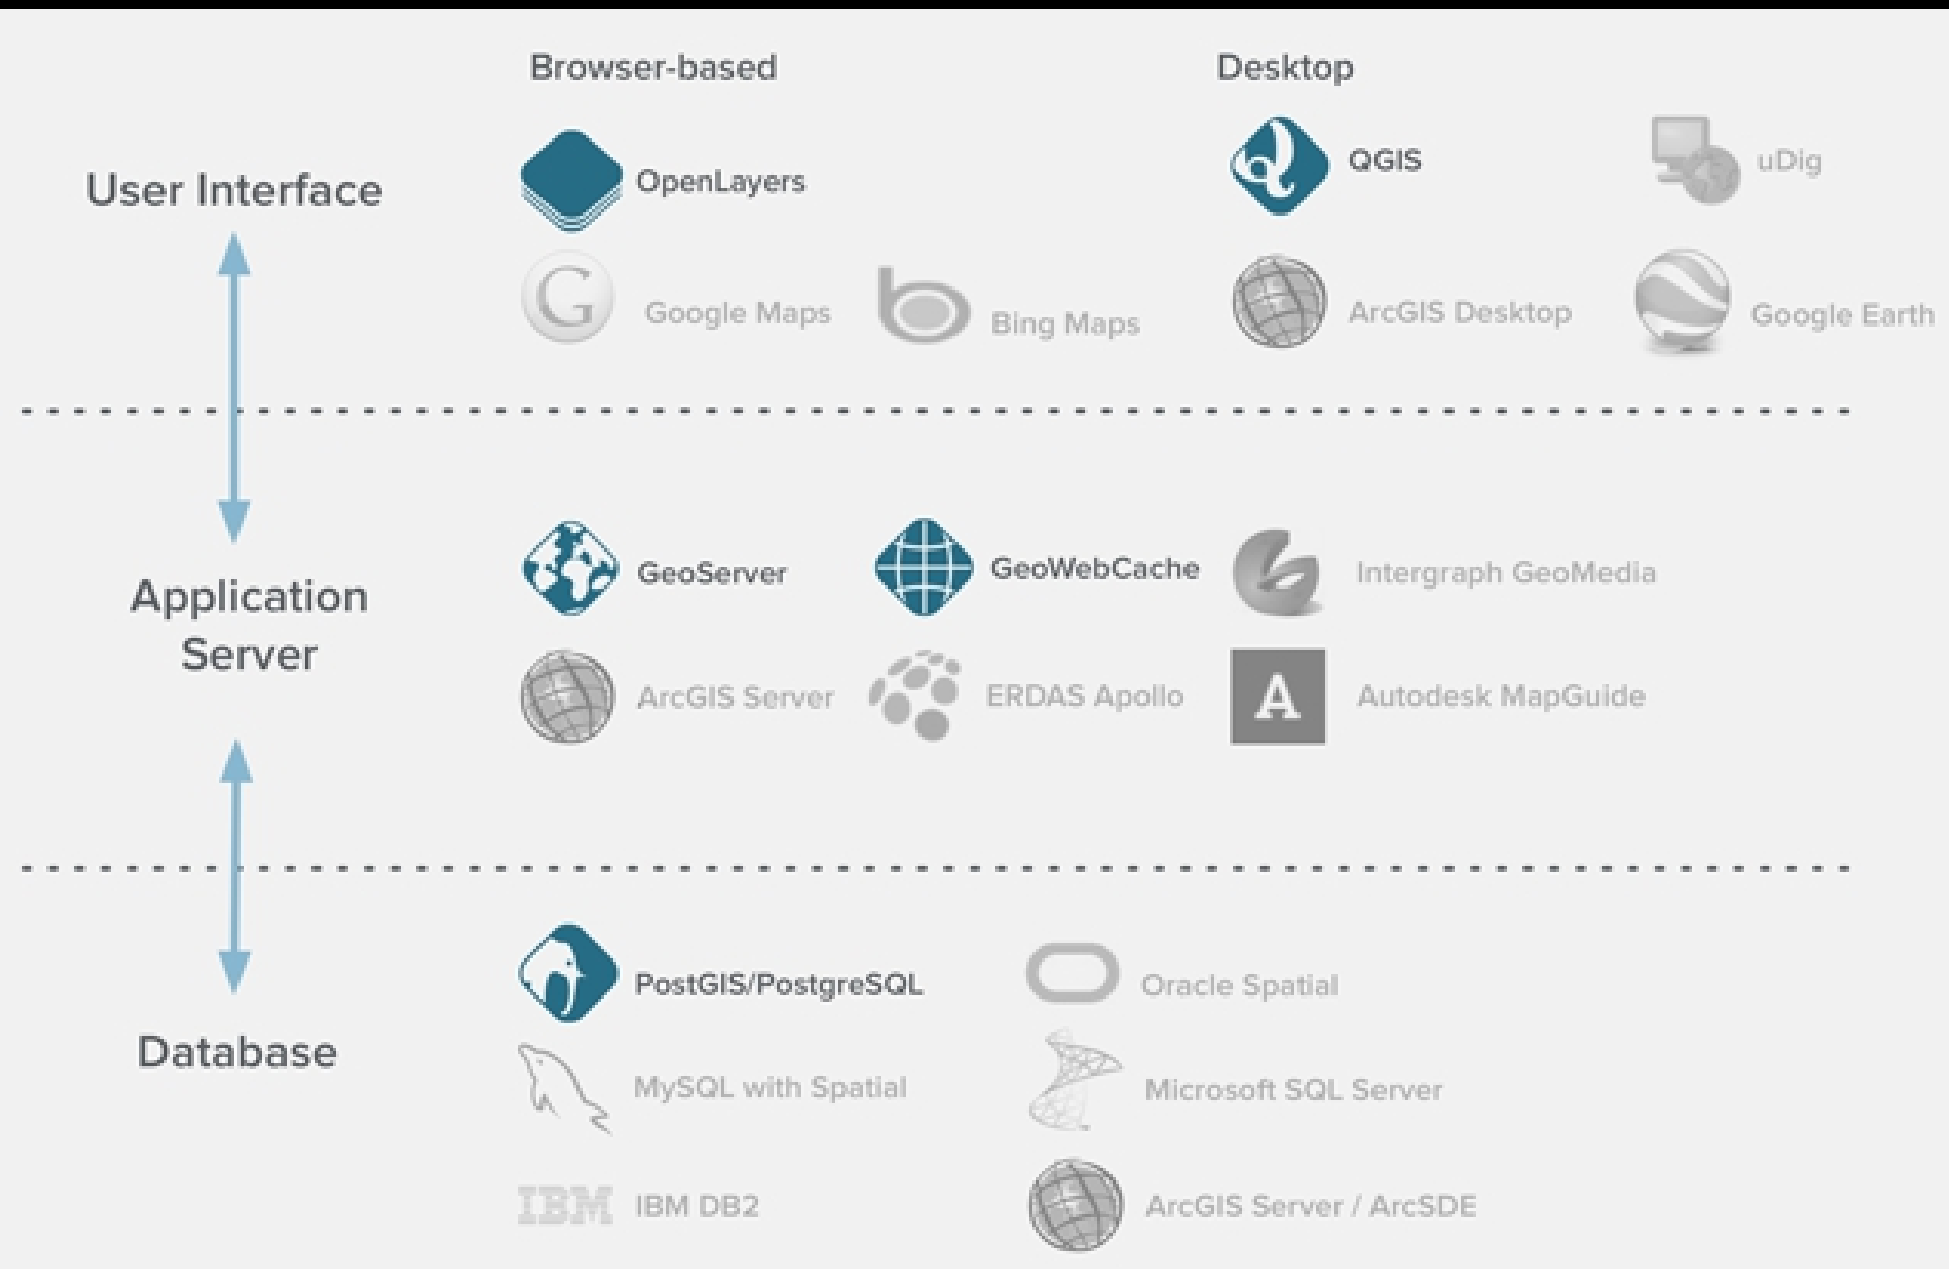 Browser-based
Desktop
User Interface
OpenLayers
QGIS
uDig
G
Google Maps
b
Bing Maps
ArcGIS Desktop
Google Earth
Application
Server
GeoServer
GeoWebCache
Intergraph GeoMedia
ArcGIS Server
ERDAS Apollo
A
Autodesk MapGuide
Database
PostGIS/PostgreSQL
Oracle Spatial
MySQL with Spatial
Microsoft SQL Server
IBM
IBM DB2
ArcGIS Server / ArcSDE